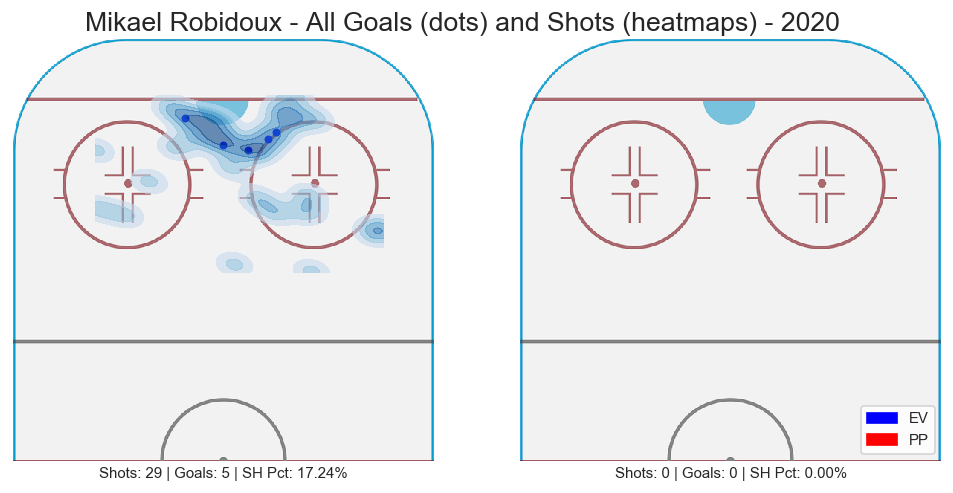 Mikael Robidoux - All Goals (dots) and Shots (heatmaps) - 2020
EV
PP
Shots: 29 | Goals: 5 | SH Pct: 17.24%
Shots: 0 | Goals: 0 | SH Pct: 0.00%